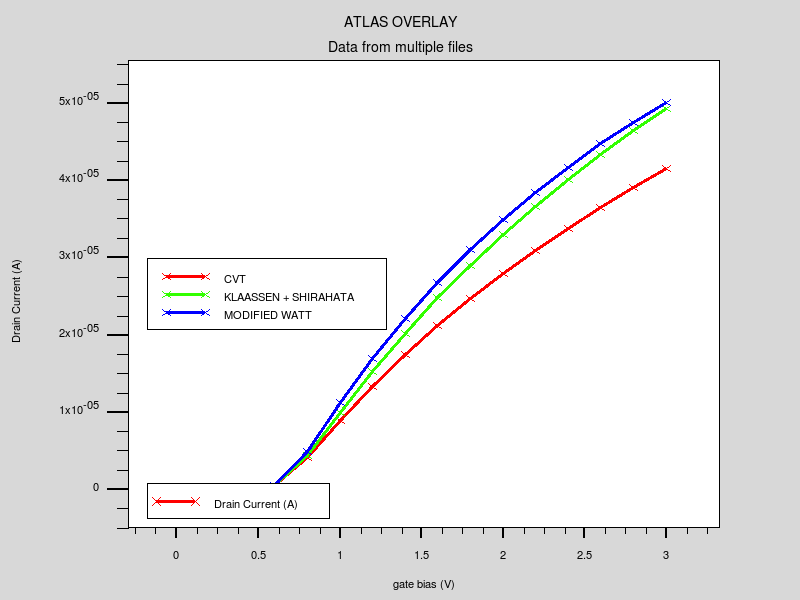 ATLAS OVERLAY
Data from multiple files
Drain Current (A)
5x10-05
4x10-05
3x10-05
2x10-05
1x10-05
0
CVT
KLAASSEN + SHIRAHATA
MODIFIED WATT
Drain Current (A)
0 0.5 1 1.5 2 2.5 3
gate bias (V)